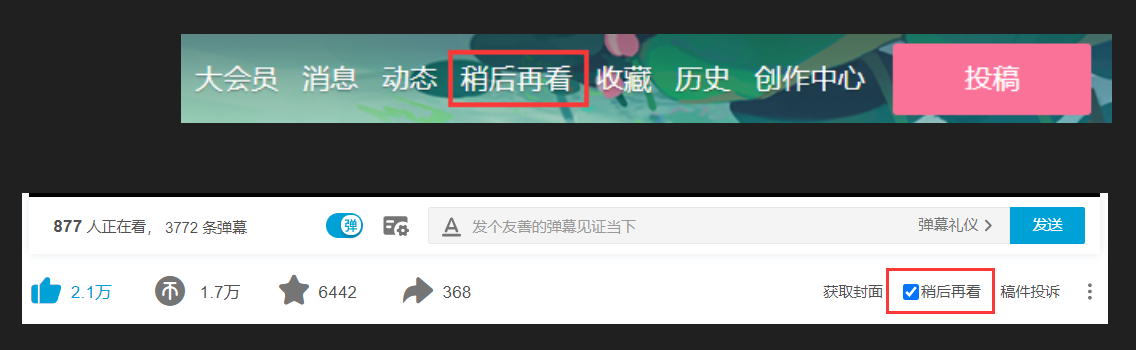 大会员 消息 动态 稍后再看 收藏 历史 创作中心 投稿
877 人正在看, 3772 条弹幕 弹 A 发个友善的弹幕见证当下 弹幕礼仪 > 发送
2.1万 币 1.7万 6442 368 获取封面 稍后再看 稿件投诉